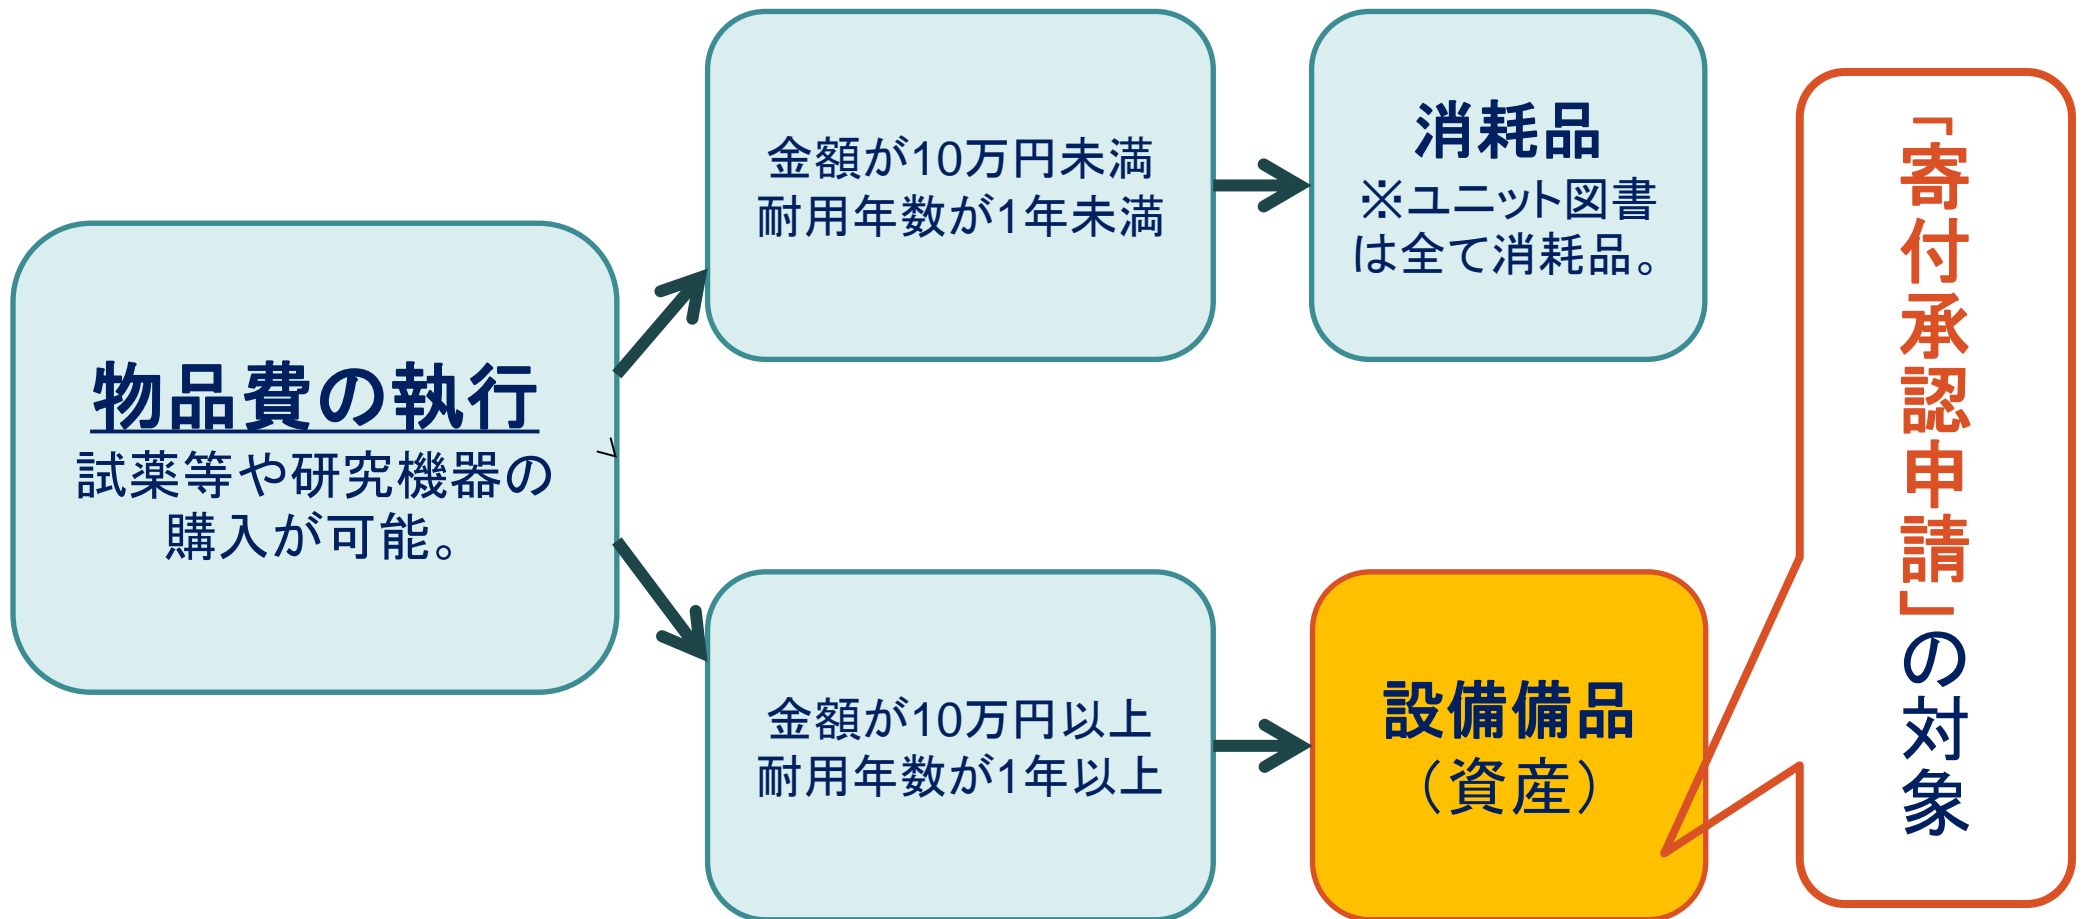 物品費の執行
試薬等や研究機器の
購入が可能。
金額が10万円未満
耐用年数が1年未満
消耗品
※ユニット図書
は全て消耗品。
金額が10万円以上
耐用年数が1年以上
設備備品
（資産）
「寄付承認申請」の対象